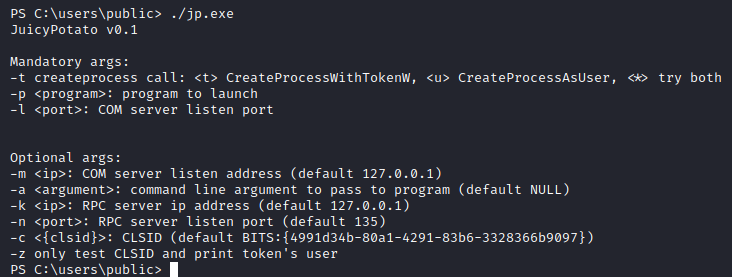 PS C:\users\public> ./jp.exe
JuicyPotato v0.1
Mandatory args:
-t createprocess call: <t> CreateProcessWithTokenW, <u> CreateProcessAsUser, <*> try both
-p <program>: program to launch
-l <port>: COM server listen port
Optional args:
-m <ip>: COM server listen address (default 127.0.0.1)
-a <argument>: command line argument to pass to program (default NULL)
-k <ip>: RPC server ip address (default 127.0.0.1)
-n <port>: RPC server listen port (default 135)
-c <{clsid}>: CLSID (default BITS:{4991d34b-80a1-4291-83b6-3328366b9097})
-z only test CLSID and print token's user
PS C:\users\public>